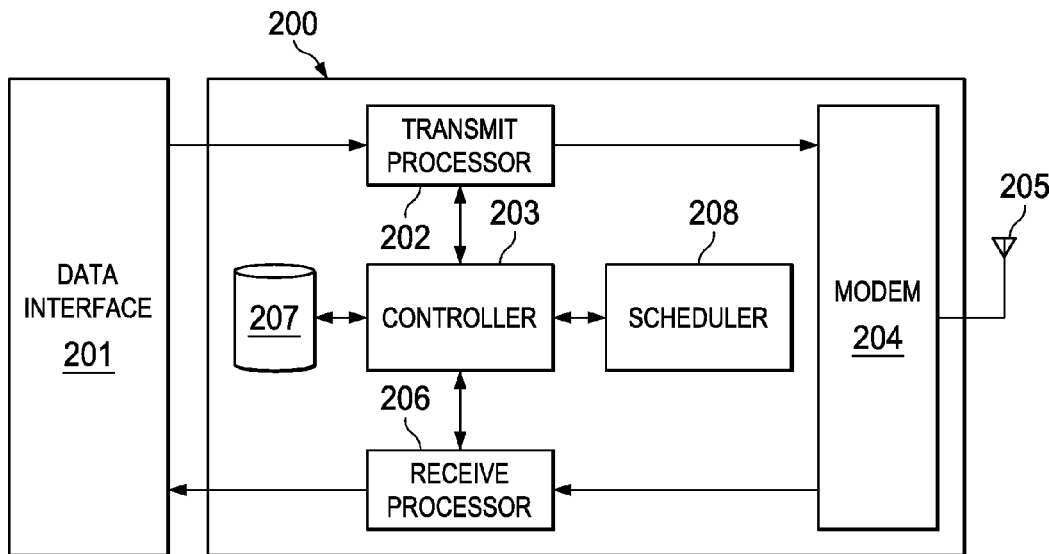 200
TRANSMIT
PROCESSOR
205
202
203
208
DATA
INTERFACE
201
207
CONTROLLER
SCHEDULER
MODEM
204
206
RECEIVE
PROCESSOR